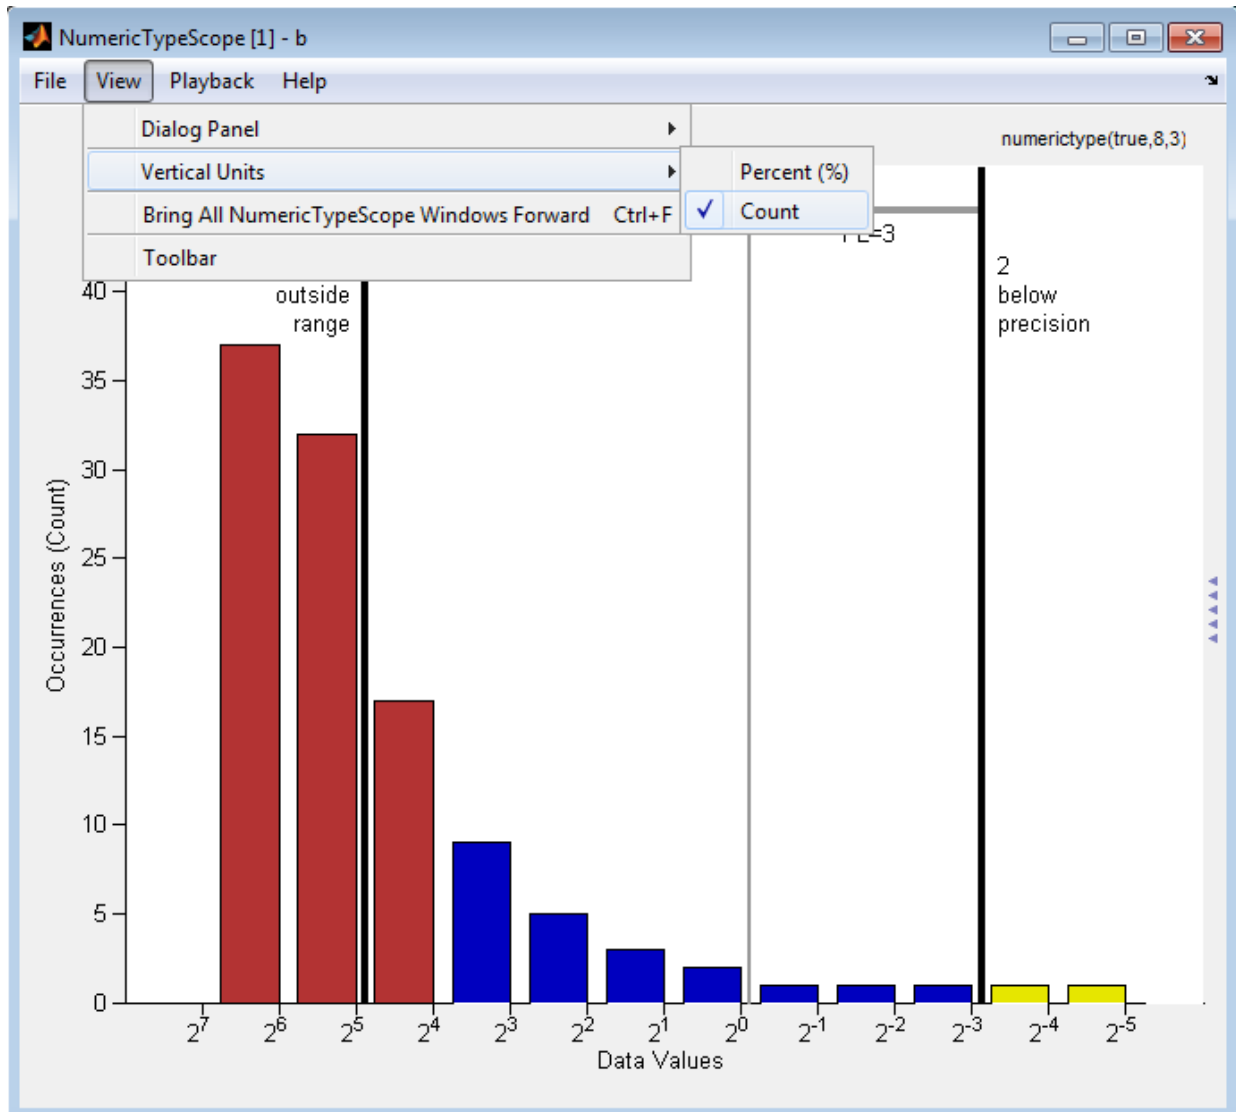 NumericTypeScope [1] - b
File View Playback Help
Dialog Panel
numerictype(true,8,3)
Vertical Units
Percent (%)
Bring All NumericTypeScope Windows Forward Ctrl+F
Count
Toolbar
2
below
precision
outside
range
40
35
30
25
20
15
10
5
0
Occurrences (Count)
2^7 2^6 2^5 2^4 2^3 2^2 2^1 2^0 2^-1 2^-2 2^-3 2^-4 2^-5
Data Values